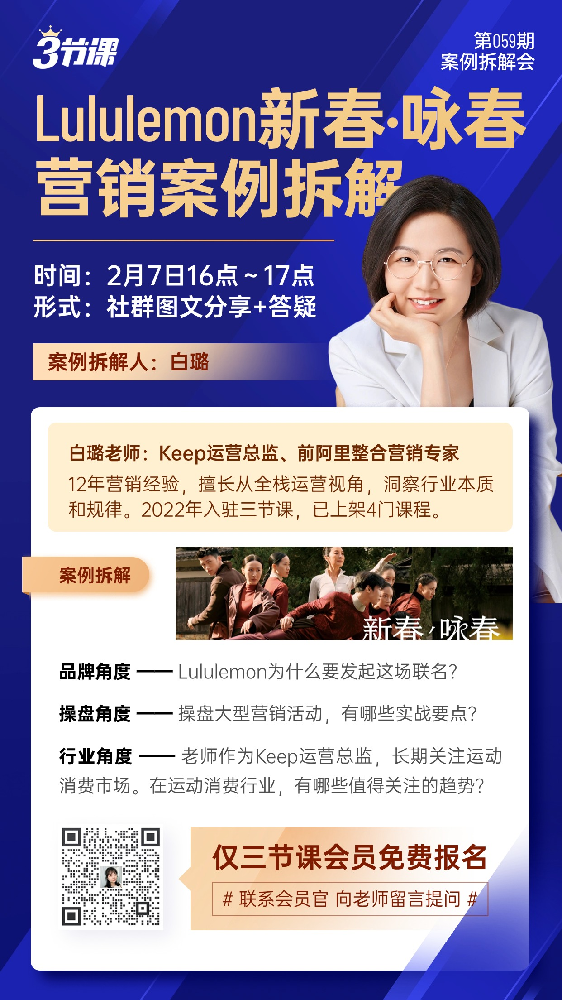 3节课
第059期
案例拆解会
Lululemon新春·咏春
营销案例拆解
时间：2月7日16点~17点
形式：社群图文分享+答疑
案例拆解人：白璐
白璐老师：Keep运营总监、前阿里整合营销专家
12年营销经验，擅长从全栈运营视角，洞察行业本质
和规律。2022年入驻三节课，已上架4门课程。
案例拆解
新春，咏春
品牌角度 —— Lululemon为什么要发起这场联名？
操盘角度 —— 操盘大型营销活动，有哪些实战要点？
行业角度 —— 老师作为Keep运营总监，长期关注运动
消费市场。在运动消费行业，有哪些值得关注的趋势？
仅三节课会员免费报名
# 联系会员官 向老师留言提问 #